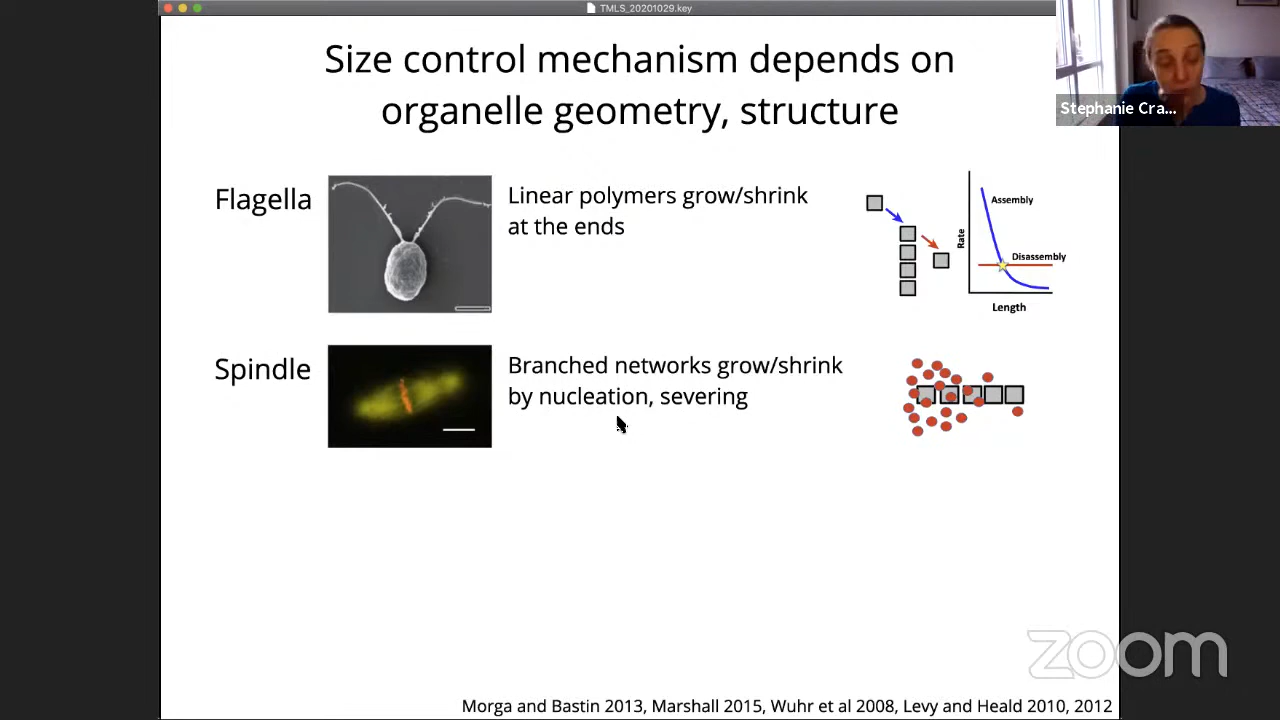 TMLS_20201029.key
Size control mechanism depends on
organelle geometry, structure
Stephanie Cra...
Flagella
Linear polymers grow/shrink
at the ends
Rate
Assembly
Disassembly
Length
Spindle
Branched networks grow/shrink
by nucleation, severing
zoom
Morga and Bastin 2013, Marshall 2015, Wuhr et al 2008, Levy and Heald 2010, 2012